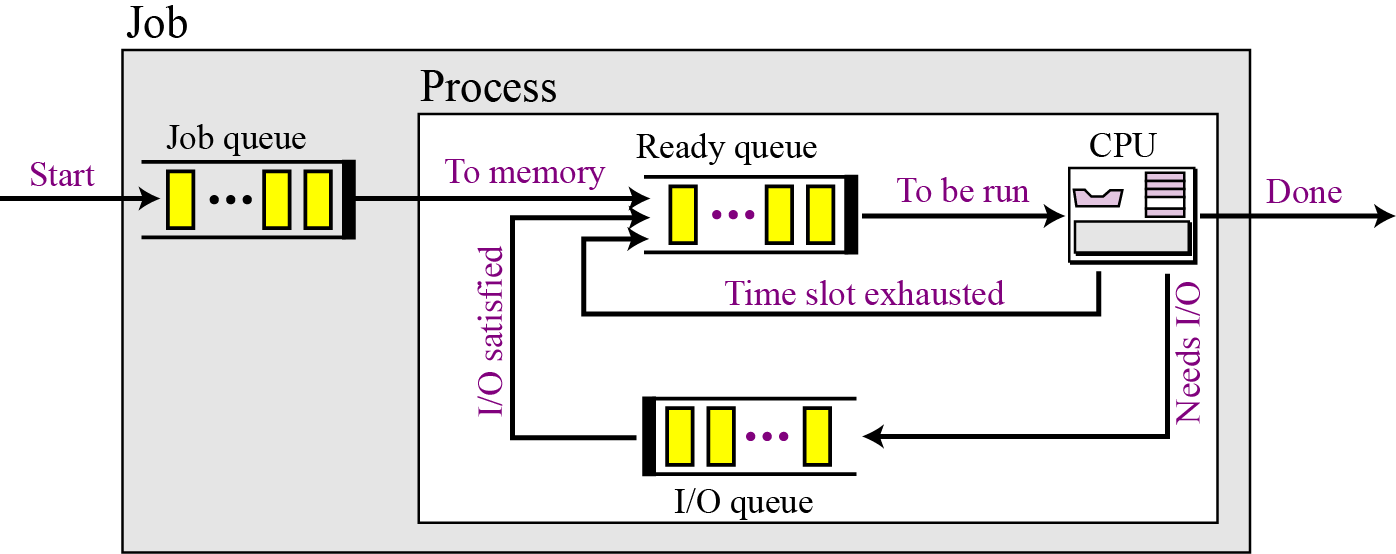 Job
Process
Job queue
Ready queue
CPU
Start
To memory
To be run
Done
Time slot exhausted
I/O satisfied
Needs I/O
I/O queue